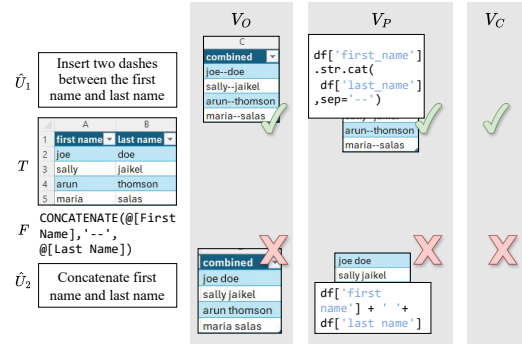 V_O V_P V_C
Û_1
Insert two dashes
between the first
name and last name
C
combined
joe--doe
sally--jaikel
arun--thomson
maria--salas
df['first_name']
.str.cat(
df['last_name']
,sep='--')
arun--thomson
maria--salas
T
A B
1 first name last name
2 joe doe
3 sally jaikel
4 arun thomson
5 maria salas
F
CONCATENATE(@[First
Name],'--',
@[Last Name])
Û_2
Concatenate first
name and last name
combined
joe doe
sally jaikel
arun thomson
maria salas
joe doe
sally jaikel
df['first
name'] + ' '+
df['last name']